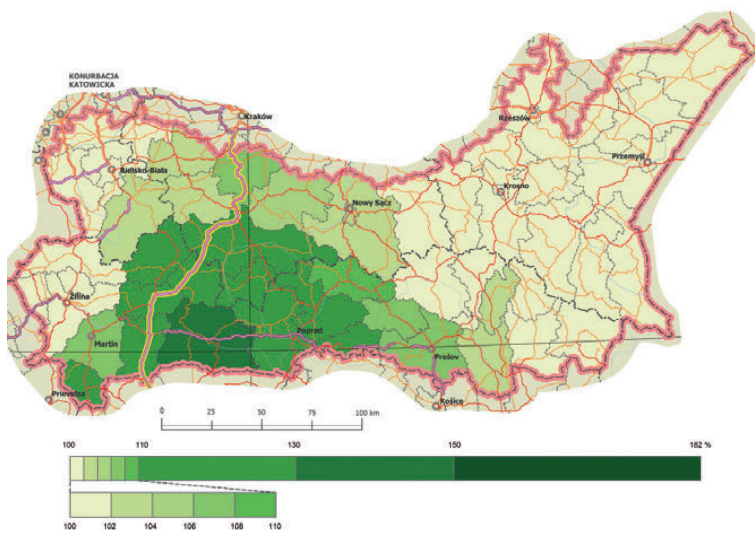 KONURBACJA
KATOWICKA
Kraków
Rzeszów
Przemyśl
Bielsko-Biała
Krosno
Nowy Sącz
Żilina
Poprad
Martin
Prešov
Prievidza
Košice
0 25 50 75 100 km
100 110 130 150 182 %
100 102 104 106 108 110